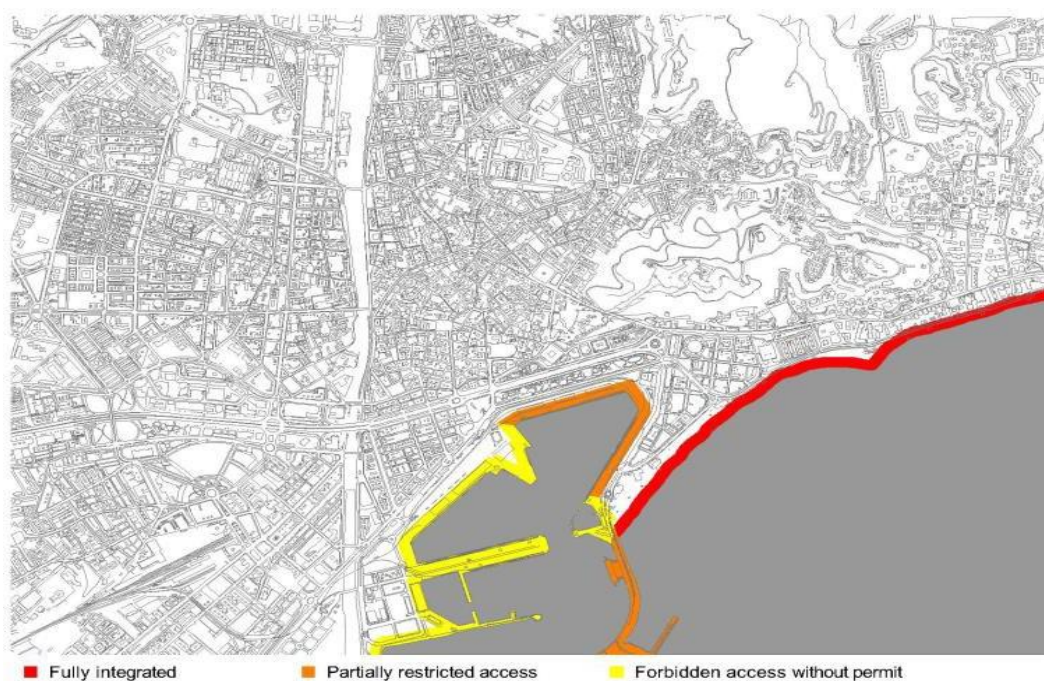 Fully integrated
Partially restricted access
Forbidden access without permit